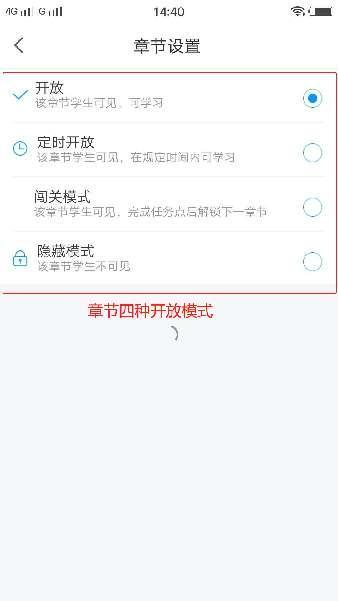 4G G 14:40
章节设置
开放
该章节学生可见，可学习
定时开放
该章节学生可见，在规定时间内可学习
闯关模式
该章节学生可见，完成任务点后解锁下一章节
隐藏模式
该章节学生不可见
章节四种开放模式